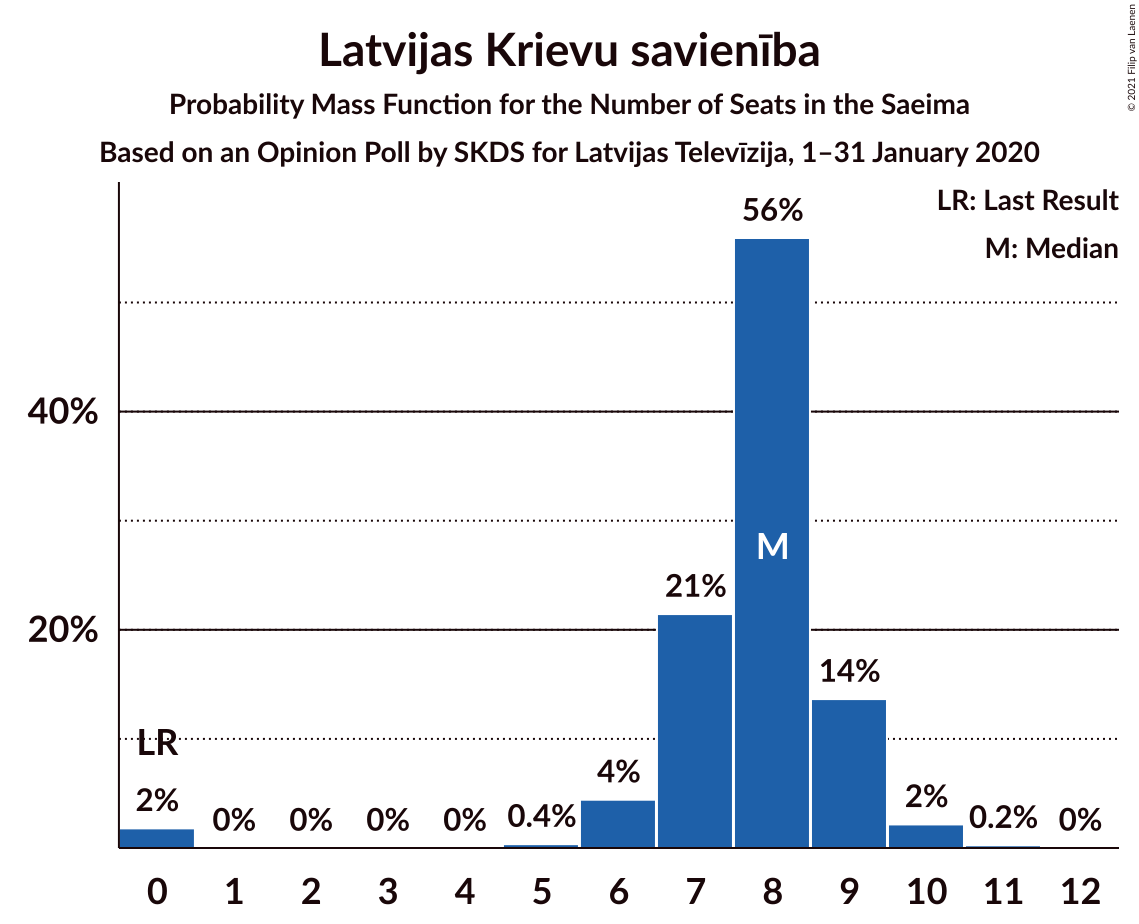 Latvijas Krievu savienība
Probability Mass Function for the Number of Seats in the Saeima
Based on an Opinion Poll by SKDS for Latvijas Televīzija, 1–31 January 2020
© 2021 Filip van Laenen
LR: Last Result
M: Median
56%
40%
M
21%
20%
14%
LR
4%
2%
0%
0%
0%
0%
0.4%
2%
0.2%
0%
0 1 2 3 4 5 6 7 8 9 10 11 12